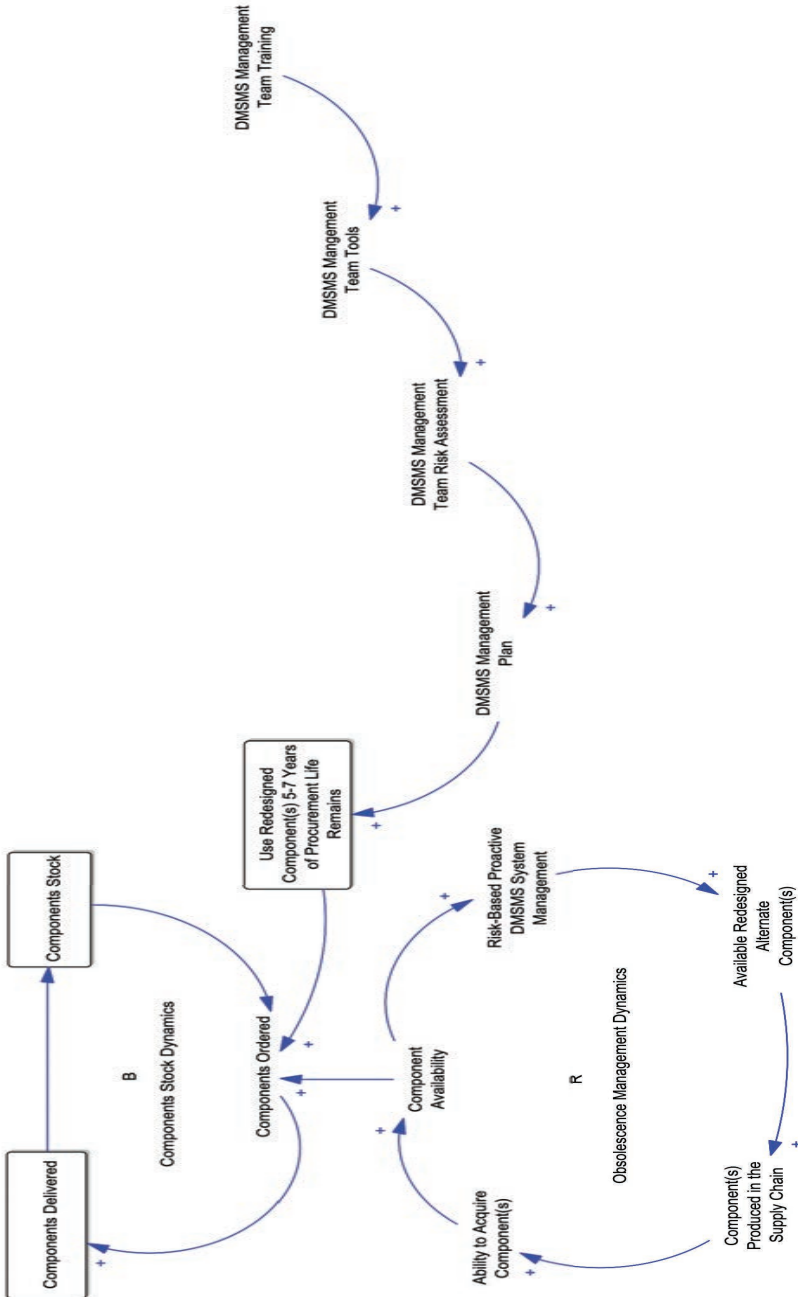 Components Delivered
Components Stock
+
B
Components Stock Dynamics
DMSMS Management
Team Training
Components Ordered
+
+
Use Redesigned
Component(s) 5-7 Years
of Procurement Life
Remains
+
DMSMS Mangement
Team Tools
+
Component
Availability
+
DMSMS Management
Team Risk Assessment
+
Ability to Acquire
Component(s)
+
Risk-Based Proactive
DMSMS System
Management
+
DMSMS Management
Plan
+
R
Obsolescence Management Dynamics
Component(s)
Produced in the
Supply Chain
+
Available Redesigned
Alternate
Component(s)
+